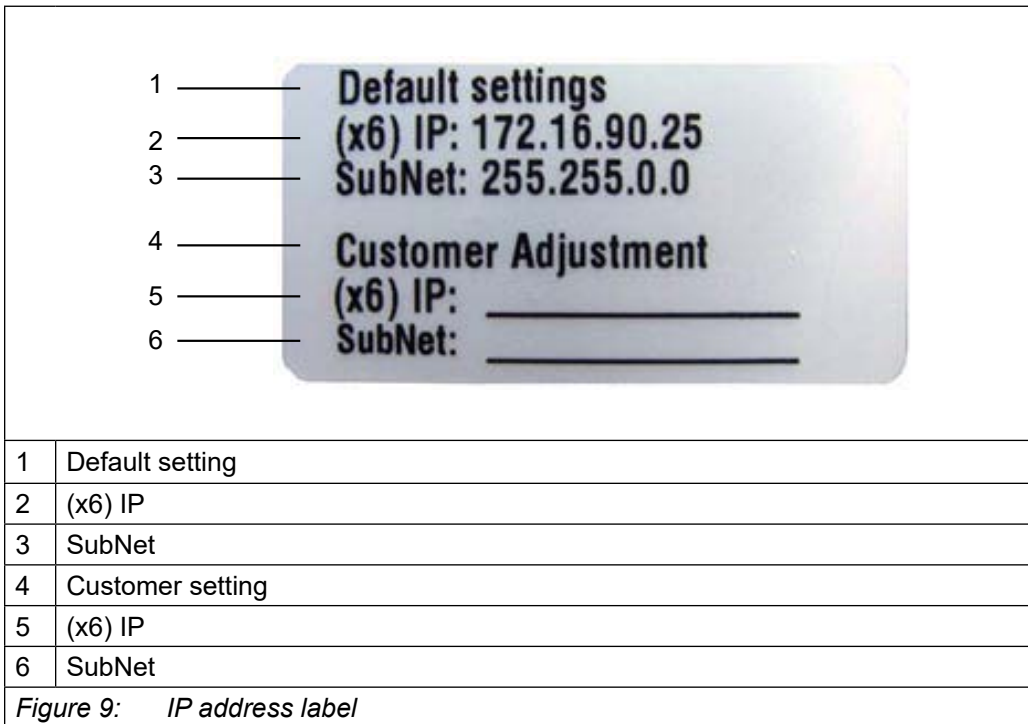 1 Default settings
2 (x6) IP: 172.16.90.25
3 SubNet: 255.255.0.0
4 Customer Adjustment
5 (x6) IP:
6 SubNet:
1 Default setting
2 (x6) IP
3 SubNet
4 Customer setting
5 (x6) IP
6 SubNet
Figure 9: IP address label